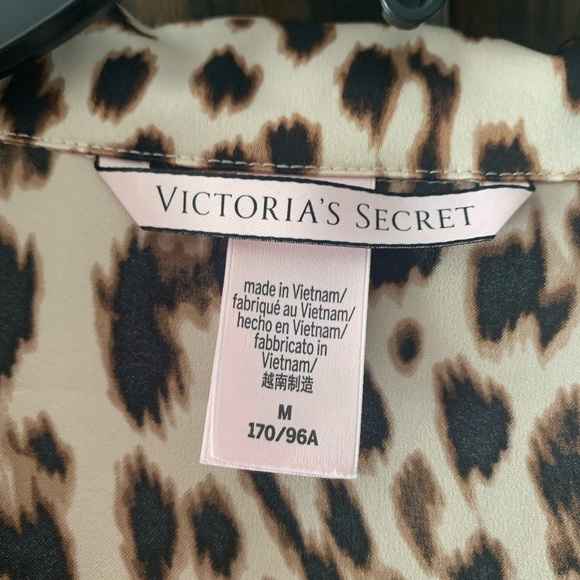 VICTORIA'S SECRET
made in Vietnam/
fabriqué au Vietnam/
hecho en Vietnam/
fabbricato in
Vietnam/
越南制造
M
170/96A